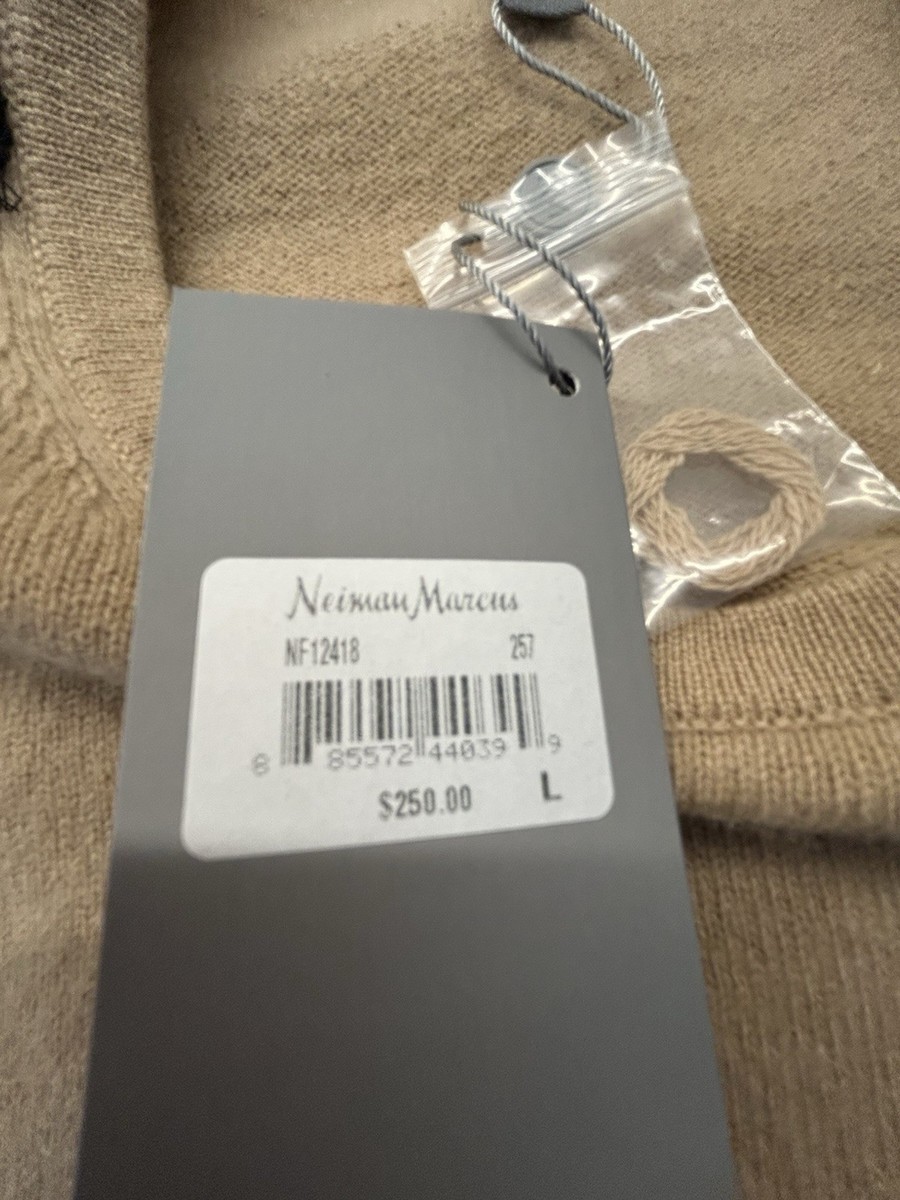 Neiman Marcus
NF12418 257
8 85572 44039 9
$250.00 L